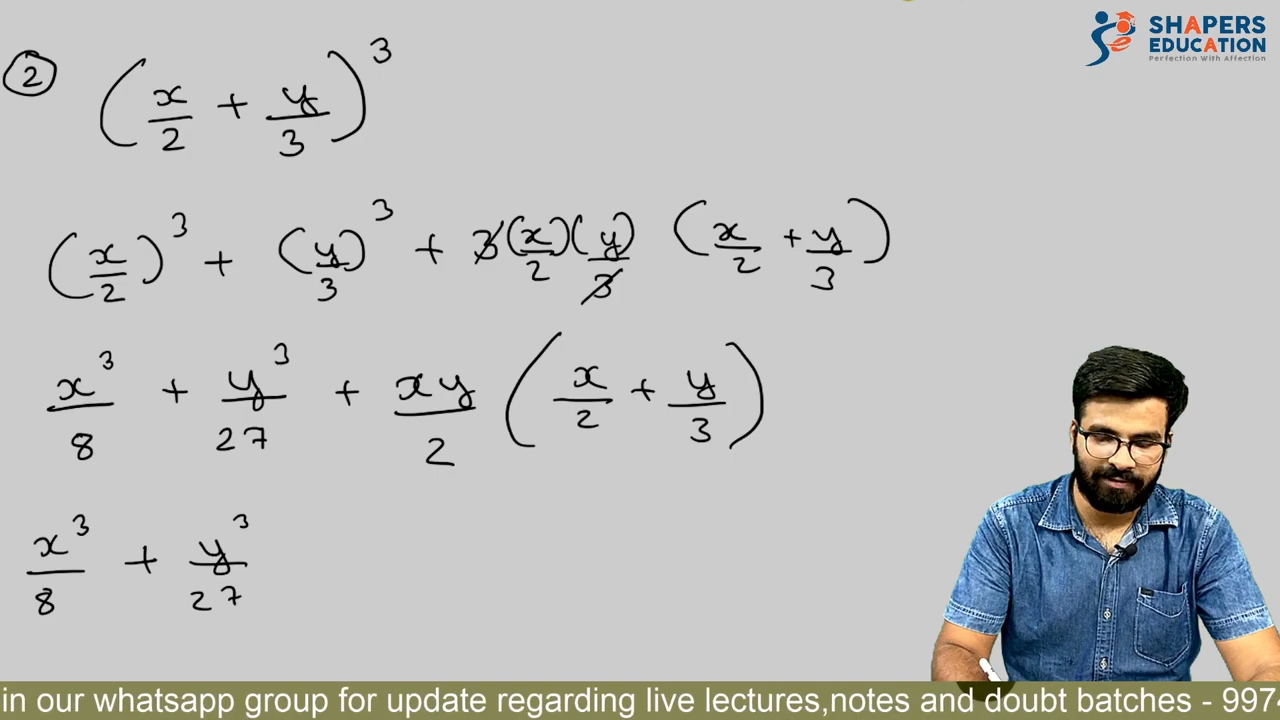 SHAPERS
EDUCATION
Perfection With Affection
② (x/2 + y/3)³
(x/2)³ + (y/3)³ + 3(x/2)(y/3) (x/2 + y/3)
x³/8 + y³/27 + xy/2 (x/2 + y/3)
x³/8 + y³/27
in our whatsapp group for update regarding live lectures,notes and doubt batches - 997